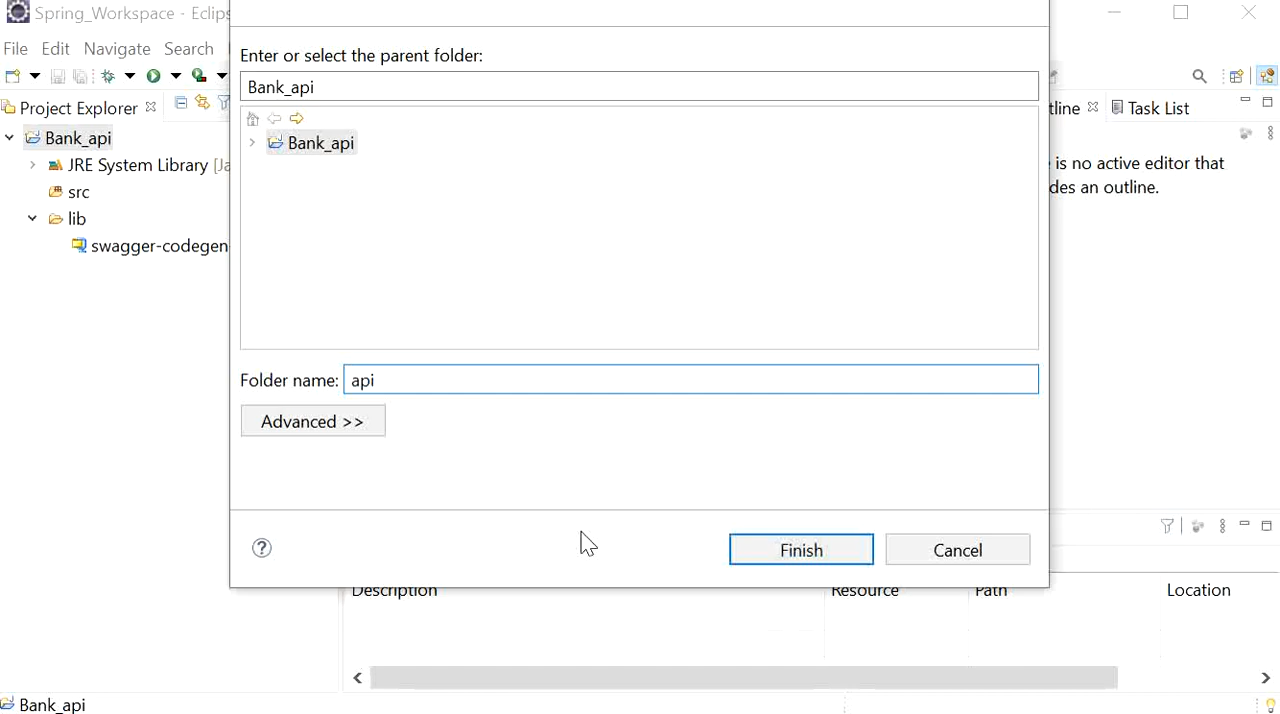 Spring_Workspace - Eclips
File Edit Navigate Search
Project Explorer
Bank_api
JRE System Library [Ja
src
lib
swagger-codegen
Enter or select the parent folder:
Bank_api
Bank_api
Folder name: api
Advanced >>
?
Finish
Cancel
tline
Task List
e is no active editor that
des an outline.
Description
Resource
Path
Location
Bank_api